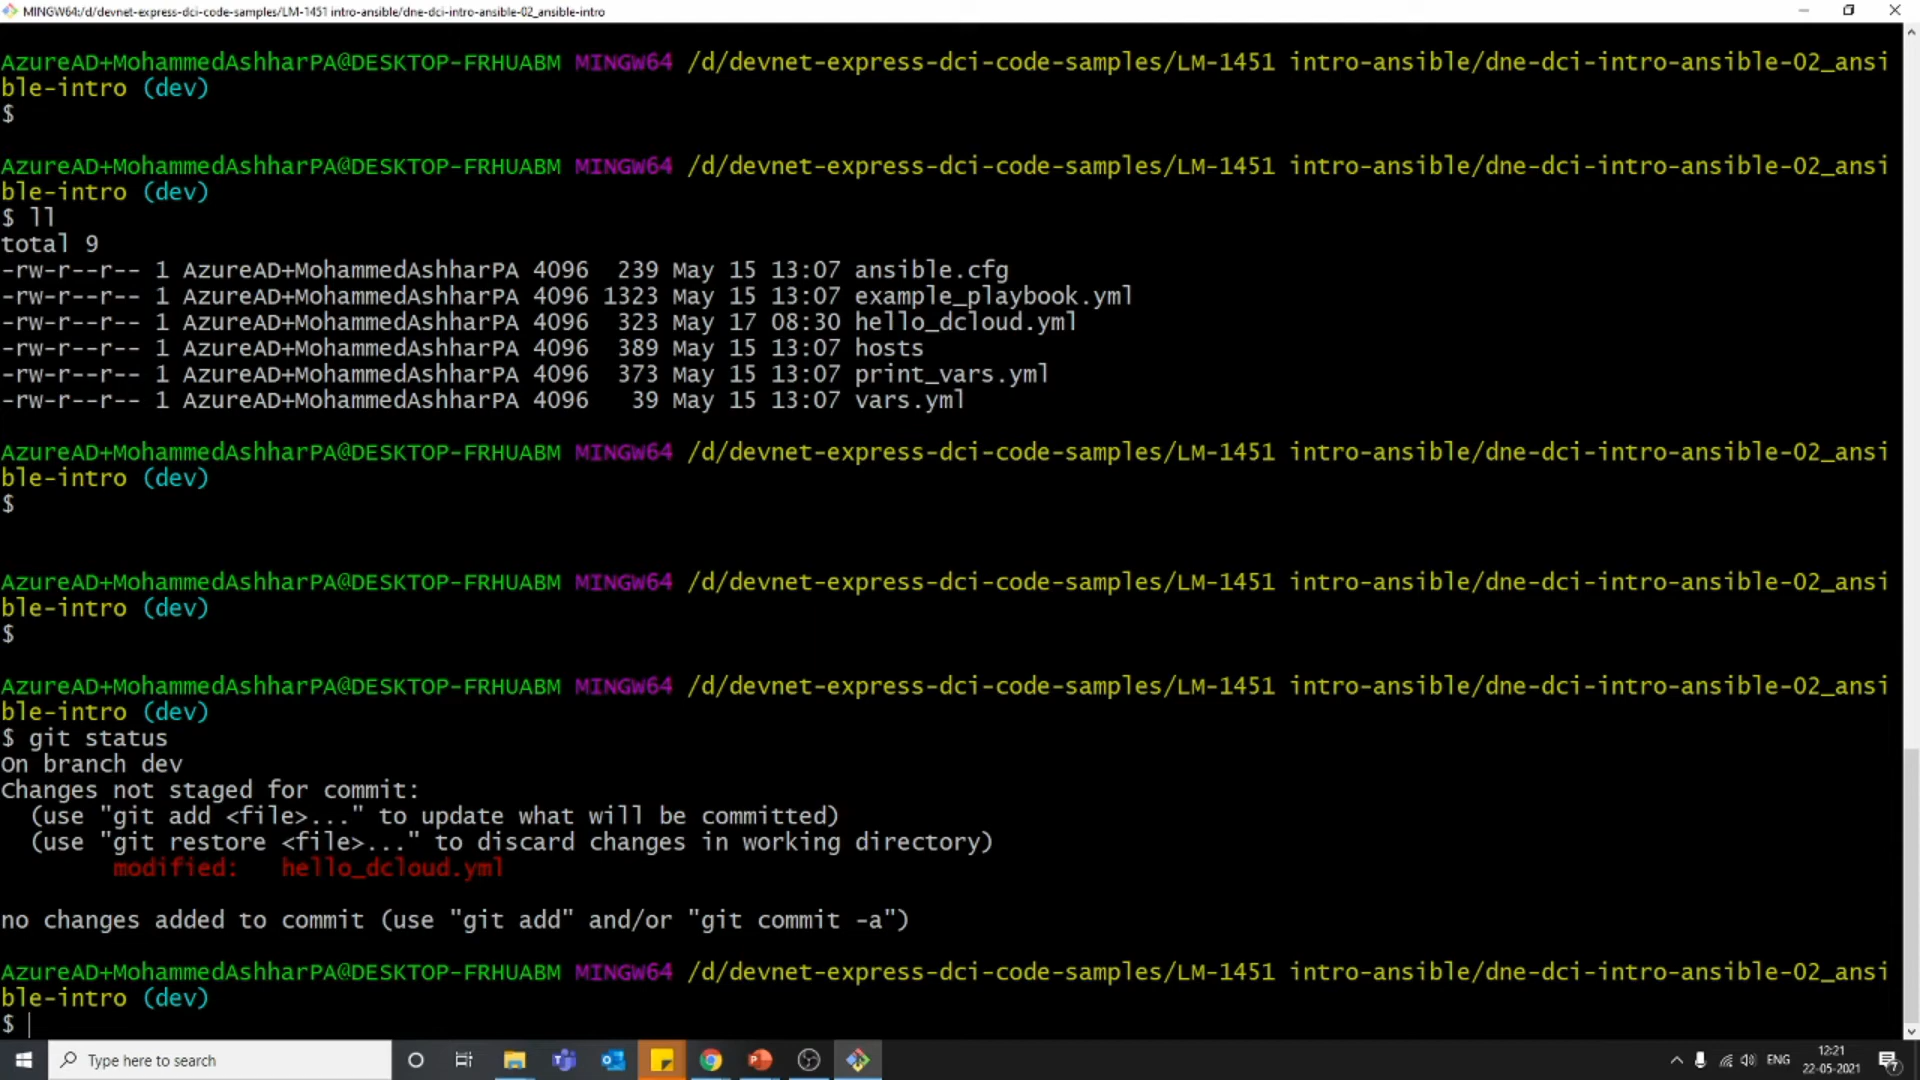 MINGW64:/d/devnet-express-dci-code-samples/LM-1451 intro-ansible/dne-dci-intro-ansible-02_ansible-intro
AzureAD+MohammedAshharPA@DESKTOP-FRHUABM MINGW64 /d/devnet-express-dci-code-samples/LM-1451 intro-ansible/dne-dci-intro-ansible-02_ansi
ble-intro (dev)
$
AzureAD+MohammedAshharPA@DESKTOP-FRHUABM MINGW64 /d/devnet-express-dci-code-samples/LM-1451 intro-ansible/dne-dci-intro-ansible-02_ansi
ble-intro (dev)
$ ll
total 9
-rw-r--r-- 1 AzureAD+MohammedAshharPA 4096  239 May 15 13:07 ansible.cfg
-rw-r--r-- 1 AzureAD+MohammedAshharPA 4096 1323 May 15 13:07 example_playbook.yml
-rw-r--r-- 1 AzureAD+MohammedAshharPA 4096  323 May 17 08:30 hello_dcloud.yml
-rw-r--r-- 1 AzureAD+MohammedAshharPA 4096  389 May 15 13:07 hosts
-rw-r--r-- 1 AzureAD+MohammedAshharPA 4096  373 May 15 13:07 print_vars.yml
-rw-r--r-- 1 AzureAD+MohammedAshharPA 4096   39 May 15 13:07 vars.yml
AzureAD+MohammedAshharPA@DESKTOP-FRHUABM MINGW64 /d/devnet-express-dci-code-samples/LM-1451 intro-ansible/dne-dci-intro-ansible-02_ansi
ble-intro (dev)
$
AzureAD+MohammedAshharPA@DESKTOP-FRHUABM MINGW64 /d/devnet-express-dci-code-samples/LM-1451 intro-ansible/dne-dci-intro-ansible-02_ansi
ble-intro (dev)
$
AzureAD+MohammedAshharPA@DESKTOP-FRHUABM MINGW64 /d/devnet-express-dci-code-samples/LM-1451 intro-ansible/dne-dci-intro-ansible-02_ansi
ble-intro (dev)
$ git status
On branch dev
Changes not staged for commit:
  (use "git add <file>..." to update what will be committed)
  (use "git restore <file>..." to discard changes in working directory)
        modified:   hello_dcloud.yml
no changes added to commit (use "git add" and/or "git commit -a")
AzureAD+MohammedAshharPA@DESKTOP-FRHUABM MINGW64 /d/devnet-express-dci-code-samples/LM-1451 intro-ansible/dne-dci-intro-ansible-02_ansi
ble-intro (dev)
$
Type here to search
ENG
12:21
22-05-2021